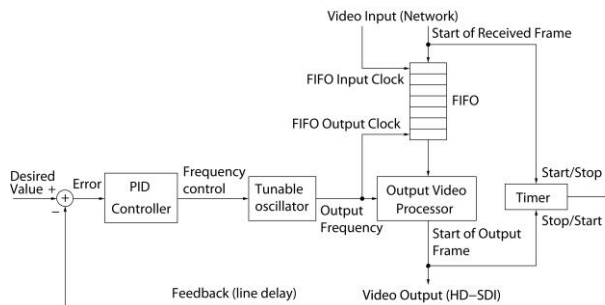 Video Input (Network)
Start of Received Frame
FIFO Input Clock
FIFO
FIFO Output Clock
Desired
Value +
+
−
Error
PID
Controller
Frequency
control
Tunable
oscillator
Output
Frequency
Output Video
Processor
Start/Stop
Timer
Stop/Start
Start of Output
Frame
Feedback (line delay)
Video Output (HD−SDI)